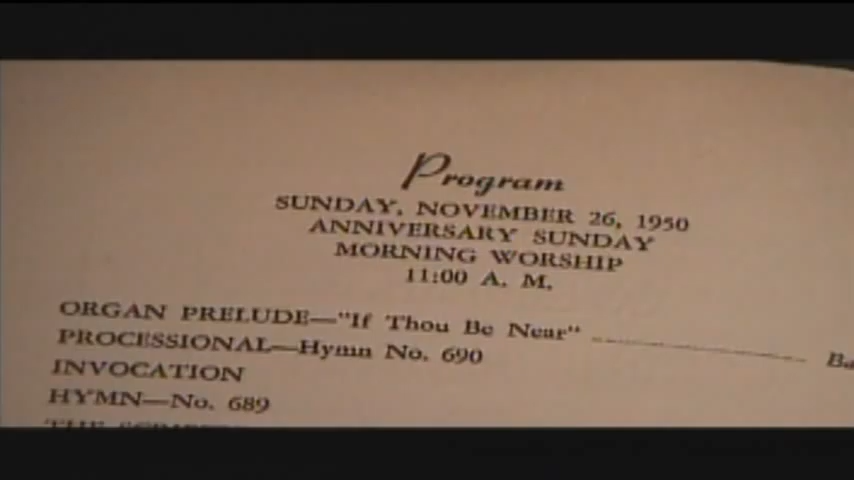 Program
SUNDAY, NOVEMBER 26, 1950
ANNIVERSARY SUNDAY
MORNING WORSHIP
11:00 A. M.
ORGAN PRELUDE—"If Thou Be Near"
PROCESSIONAL—Hymn No. 690
INVOCATION
HYMN—No. 689
THE